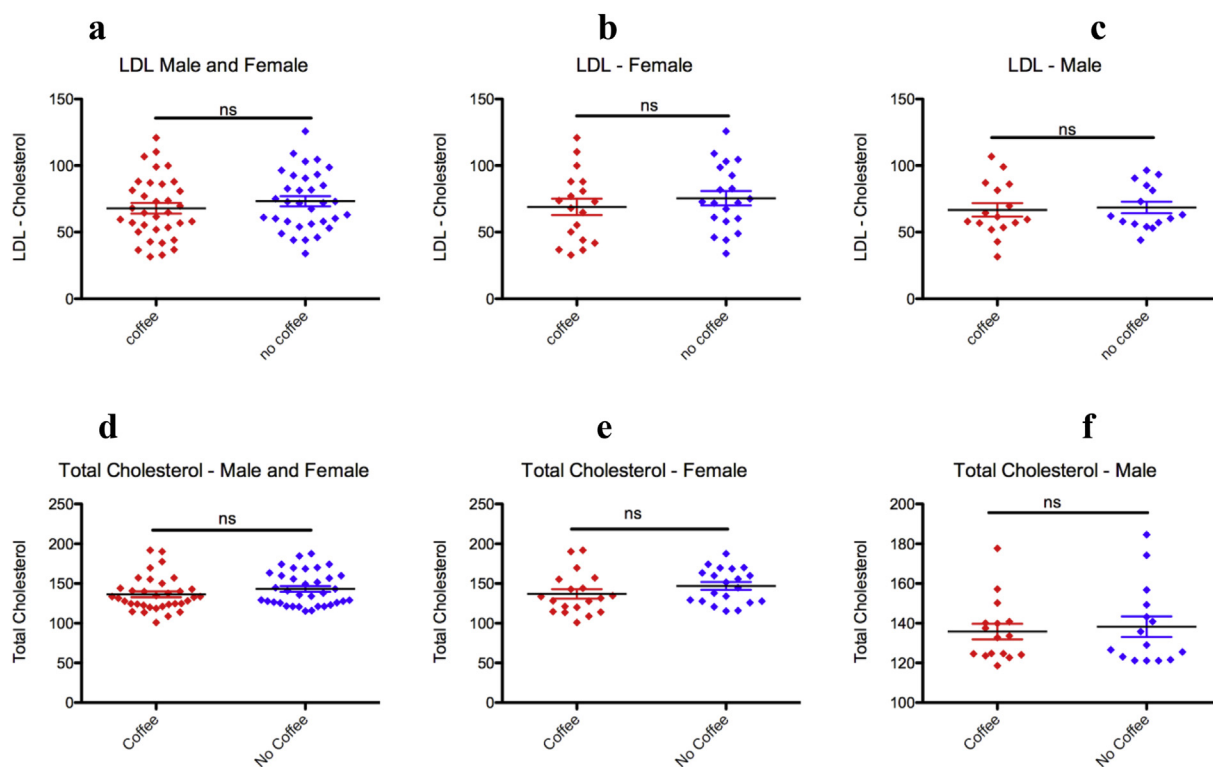 a
LDL Male and Female
ns
LDL - Cholesterol
150
100
50
0
coffee
no coffee
b
LDL - Female
ns
LDL - Cholesterol
150
100
50
0
coffee
no coffee
c
LDL - Male
ns
LDL - Cholesterol
150
100
50
0
coffee
no coffee
d
Total Cholesterol - Male and Female
ns
Total Cholesterol
250
200
150
100
50
0
Coffee
No Coffee
e
Total Cholesterol - Female
ns
Total Cholesterol
250
200
150
100
50
0
Coffee
No Coffee
f
Total Cholesterol - Male
ns
Total Cholesterol
200
180
160
140
120
100
Coffee
No Coffee